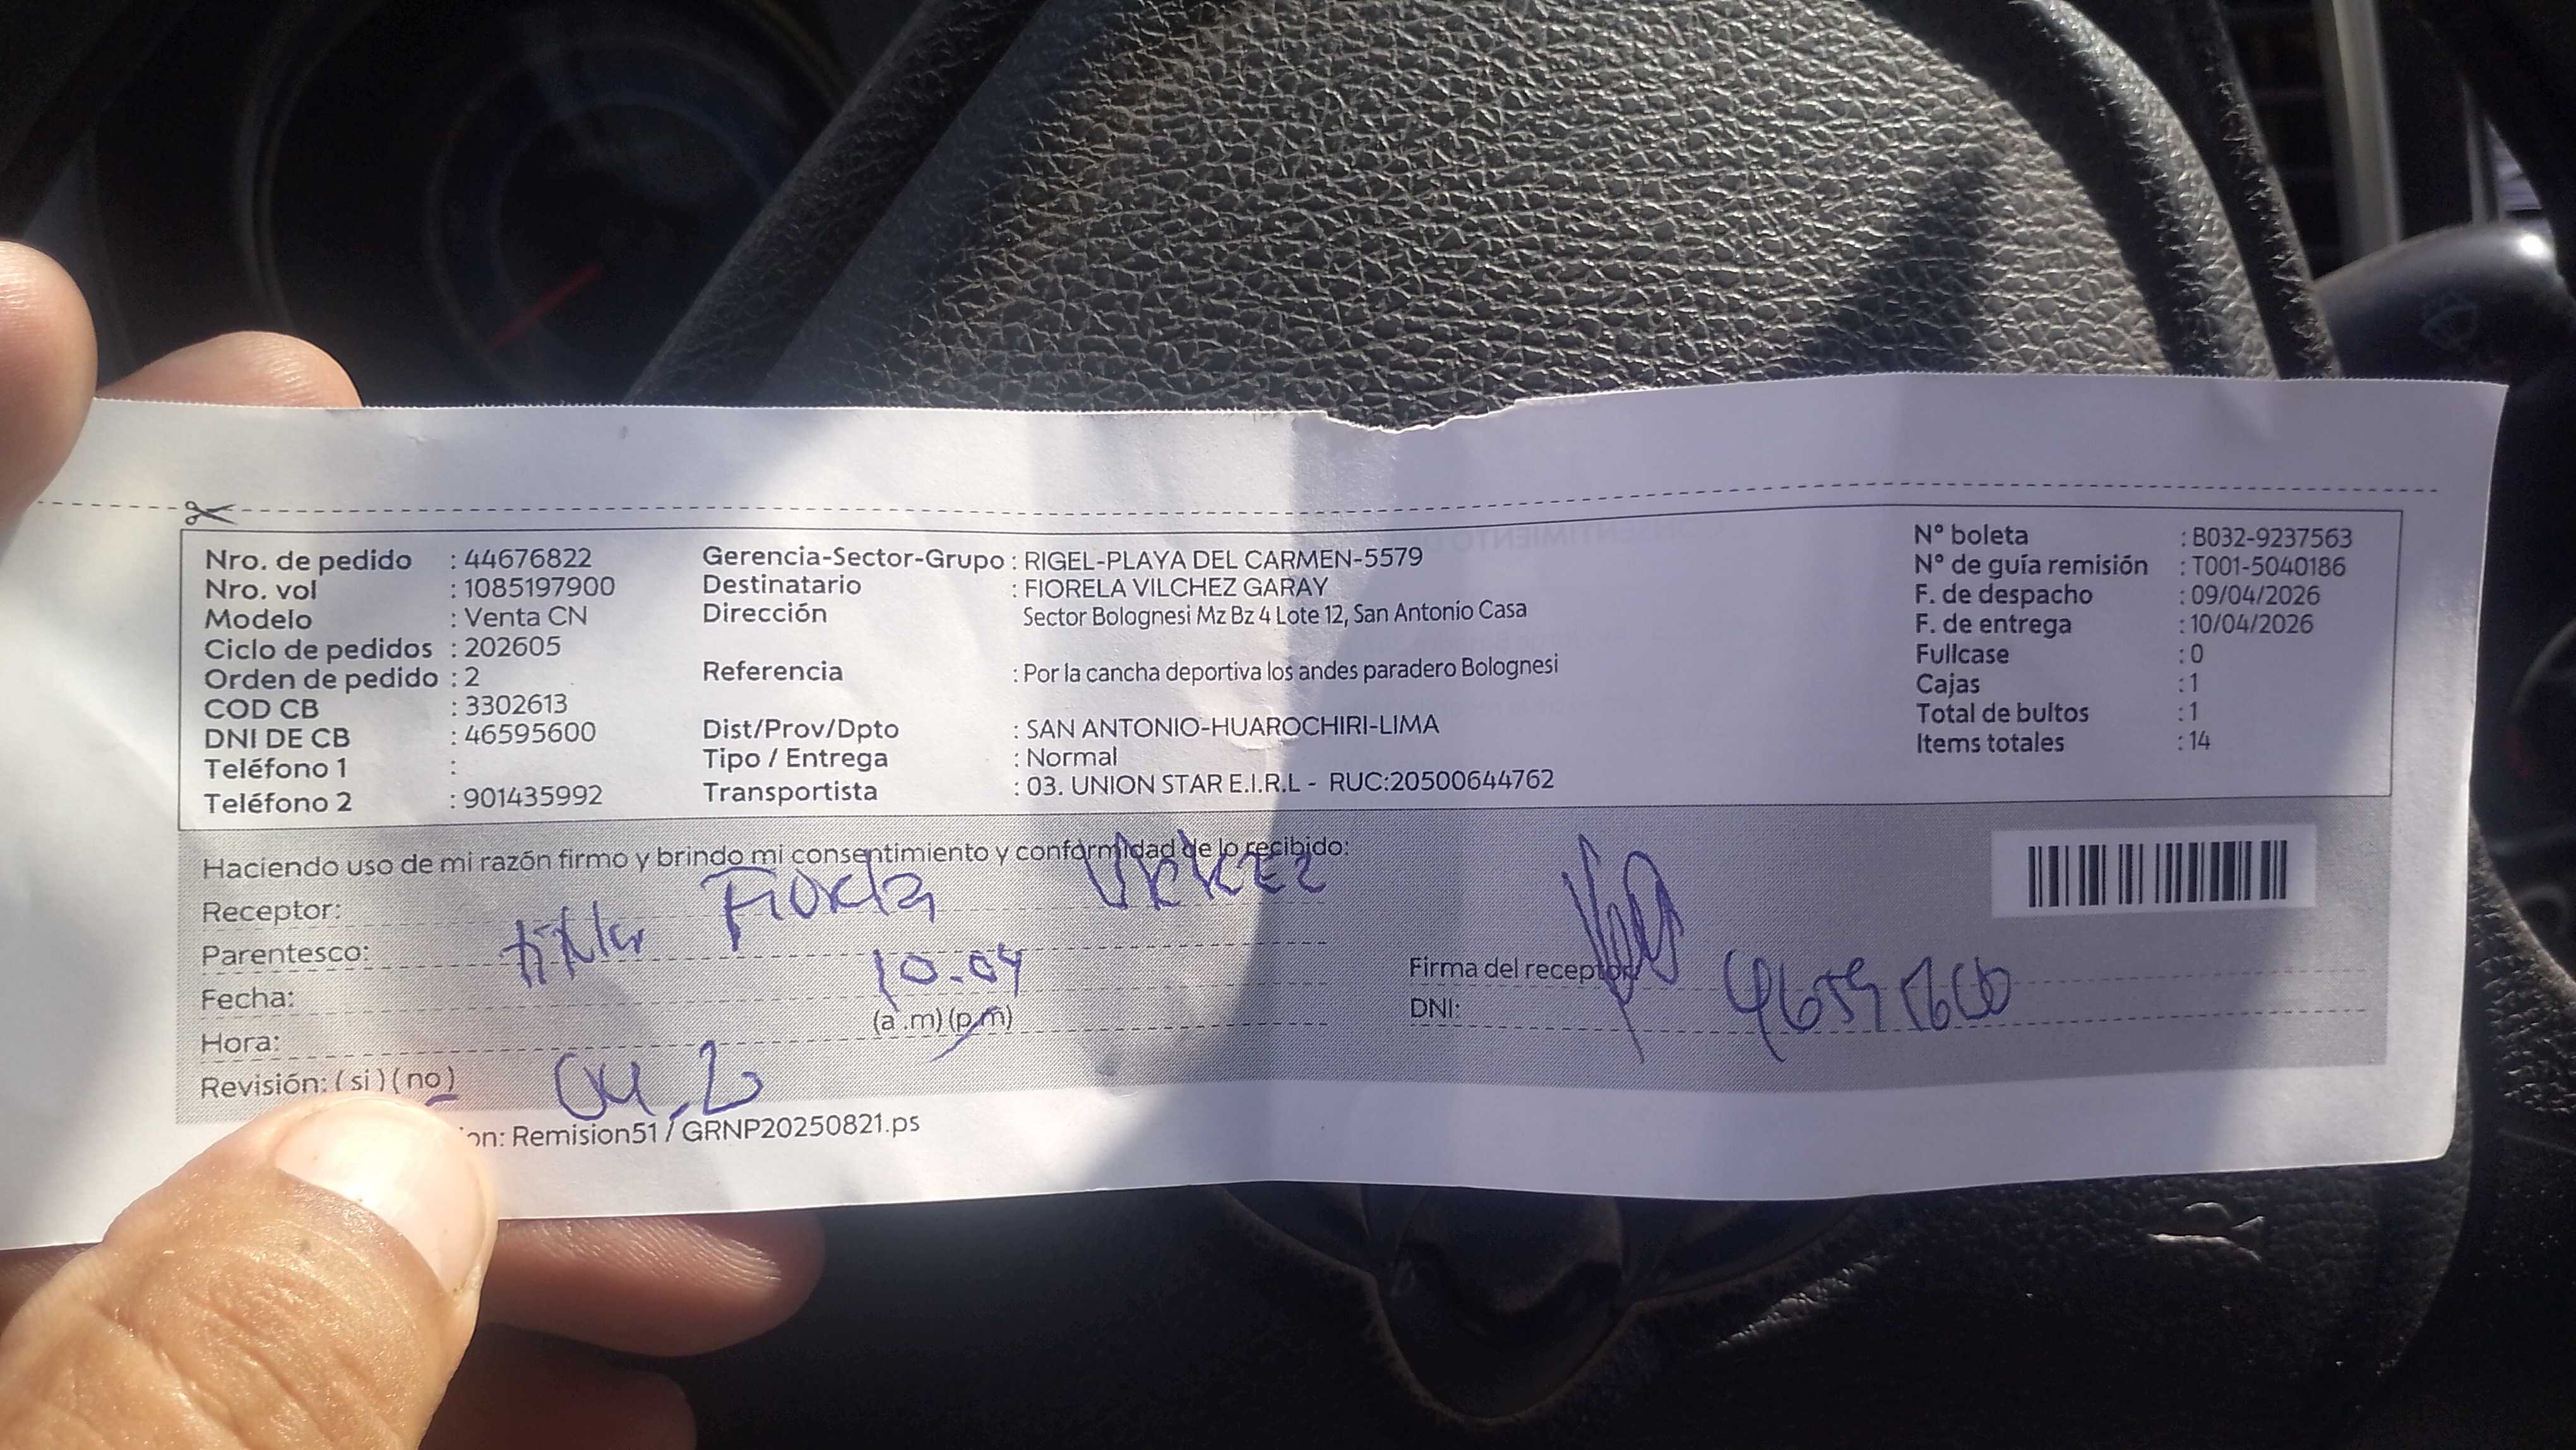 Nro. de pedido : 44676822
Nro. vol : 1085197900
Modelo : Venta CN
Ciclo de pedidos : 202605
Orden de pedido : 2
COD CB : 3302613
DNI DE CB : 46595600
Teléfono 1 :
Teléfono 2 : 901435992
Gerencia-Sector-Grupo : RIGEL-PLAYA DEL CARMEN-5579
Destinatario : FIORELA VILCHEZ GARAY
Dirección Sector Bolognesi Mz Bz 4 Lote 12, San Antonio Casa
Referencia : Por la cancha deportiva los andes paradero Bolognesi
Dist/Prov/Dpto : SAN ANTONIO-HUAROCHIRI-LIMA
Tipo / Entrega : Normal
Transportista : 03. UNION STAR E.I.R.L - RUC:20500644762
Nº boleta : B032-9237563
Nº de guía remisión : T001-5040186
F. de despacho : 09/04/2026
F. de entrega : 10/04/2026
Fullcase : 0
Cajas : 1
Total de bultos : 1
Items totales : 14
Haciendo uso de mi razón firmo y brindo mi consentimiento y conformidad de lo recibido:
Receptor: Fiorela Vilchez
Parentesco: titular
Fecha: 10.04
(a .m) (p.m)
Hora:
Revisión: ( si ) ( no )
Firma del receptor:
DNI: 46595600
on: Remision51 / GRNP20250821.ps